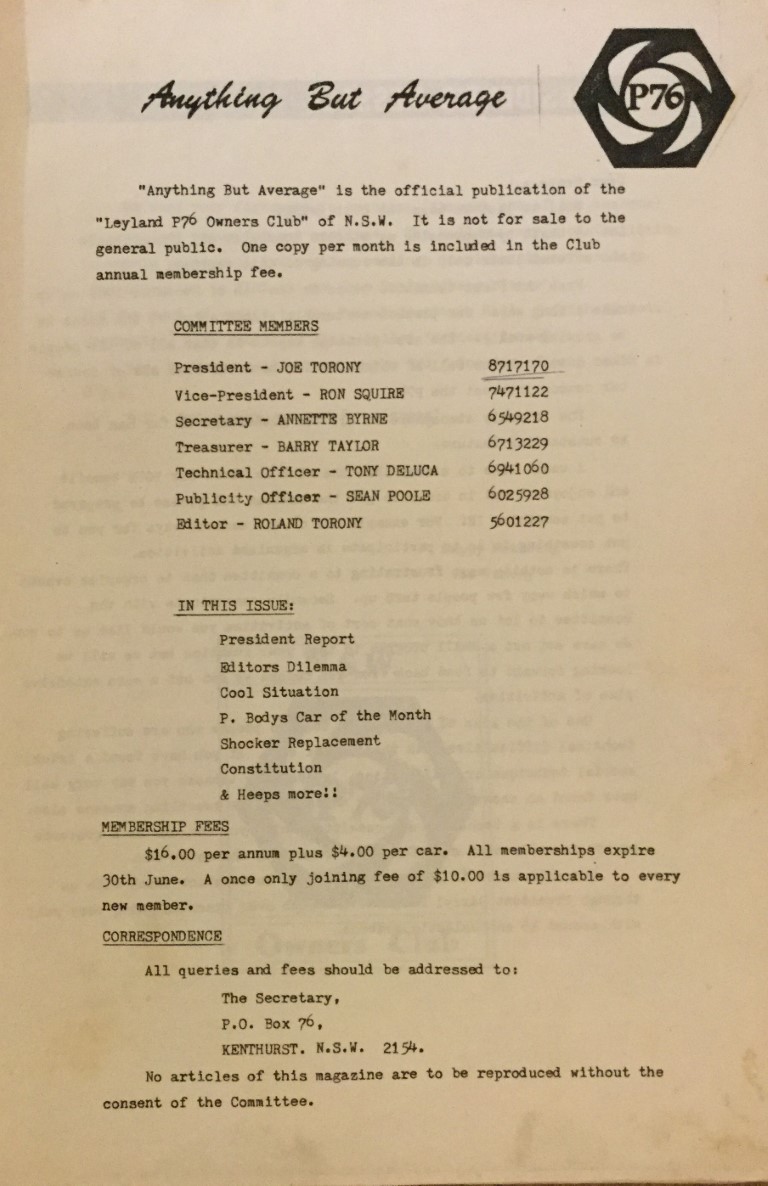 Anything But Average
P76
"Anything But Average" is the official publication of the
"Leyland P76 Owners Club" of N.S.W. It is not for sale to the
general public. One copy per month is included in the Club
annual membership fee.
COMMITTEE MEMBERS
President - JOE TORONY 8717170
Vice-President - RON SQUIRE 7471122
Secretary - ANNETTE BYRNE 6549218
Treasurer - BARRY TAYLOR 6713229
Technical Officer - TONY DELUCA 6941060
Publicity Officer - SEAN POOLE 6025928
Editor - ROLAND TORONY 5601227
IN THIS ISSUE:
President Report
Editors Dilemma
Cool Situation
P. Bodys Car of the Month
Shocker Replacement
Constitution
& Heeps more!!
MEMBERSHIP FEES
$16.00 per annum plus $4.00 per car. All memberships expire
30th June. A once only joining fee of $10.00 is applicable to every
new member.
CORRESPONDENCE
All queries and fees should be addressed to:
The Secretary,
P.O. Box 76,
KENTHURST. N.S.W. 2154.
No articles of this magazine are to be reproduced without the
consent of the Committee.